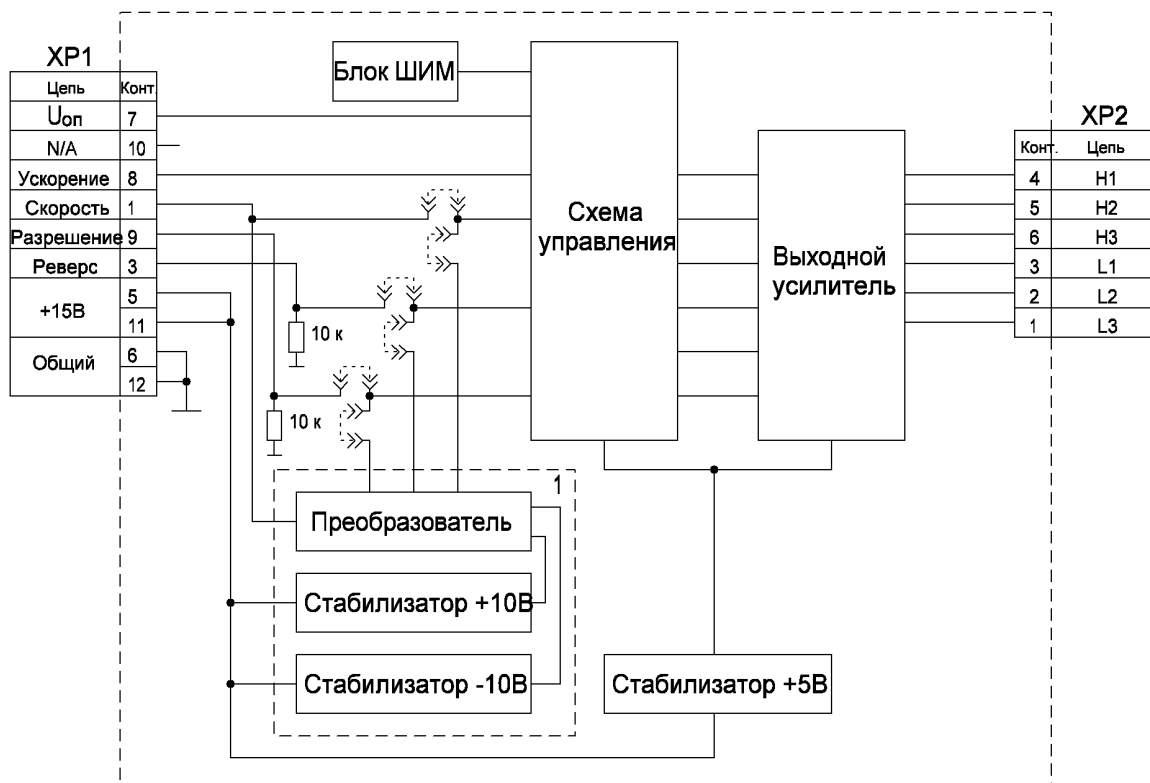 XP1
Цепь Конт.
Uоп 7
N/A 10
Ускорение 8
Скорость 1
Разрешение 9
Реверс 3
+15В 5
11
Общий 6
12
Блок ШИМ
Схема
управления
Выходной
усилитель
XP2
Конт. Цепь
4 H1
5 H2
6 H3
3 L1
2 L2
1 L3
10 к
10 к
1
Преобразователь
Стабилизатор +10В
Стабилизатор -10В
Стабилизатор +5В